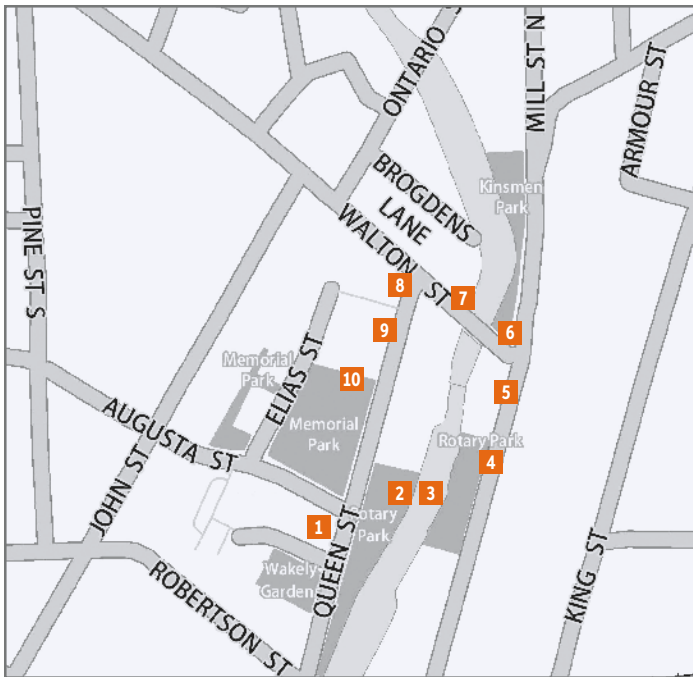 ONTARIO S
MILL ST N
ARMOUR ST
Kinsmen
Park
BROGDENS
LANE
PINE ST S
WALTON ST
8
7
9
6
Memorial
Park
ELIAS ST
10
5
AUGUSTA ST
Memorial
Park
Rotary Park
4
JOHN ST
2
3
1
QUEEN ST
Rotary
Park
KING ST
Wakely
Garden
ROBERTSON ST